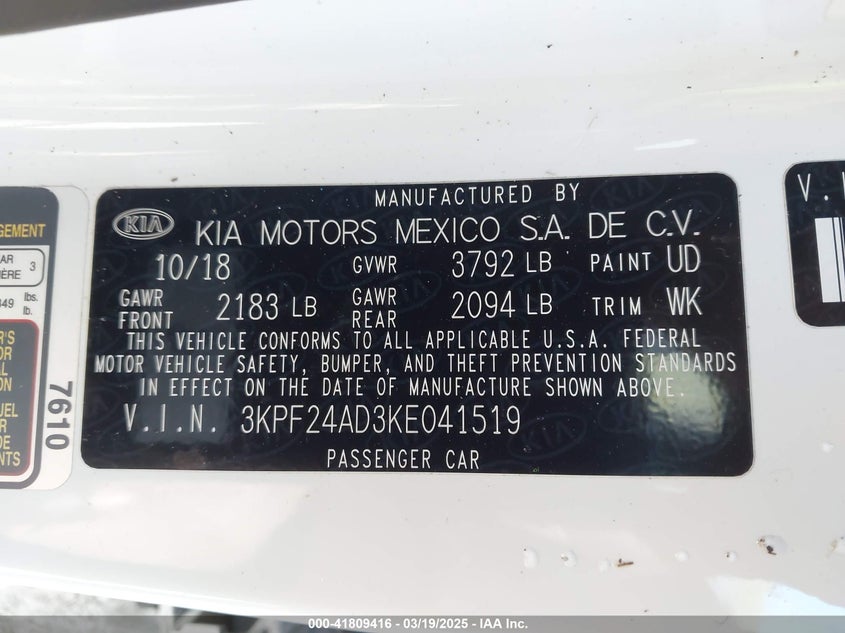 MANUFACTURED BY
KIA KIA MOTORS MEXICO S.A. DE C.V.
10/18 GVWR 3792 LB PAINT UD
GAWR FRONT 2183 LB GAWR REAR 2094 LB TRIM WK
THIS VEHICLE CONFORMS TO ALL APPLICABLE U.S.A. FEDERAL
MOTOR VEHICLE SAFETY, BUMPER, AND THEFT PREVENTION STANDARDS
IN EFFECT ON THE DATE OF MANUFACTURE SHOWN ABOVE.
V.I.N. 3KPF24AD3KE041519
PASSENGER CAR
7610
3
lbs.
lb.
V.I
000-41809416 - 03/19/2025 - IAA Inc.